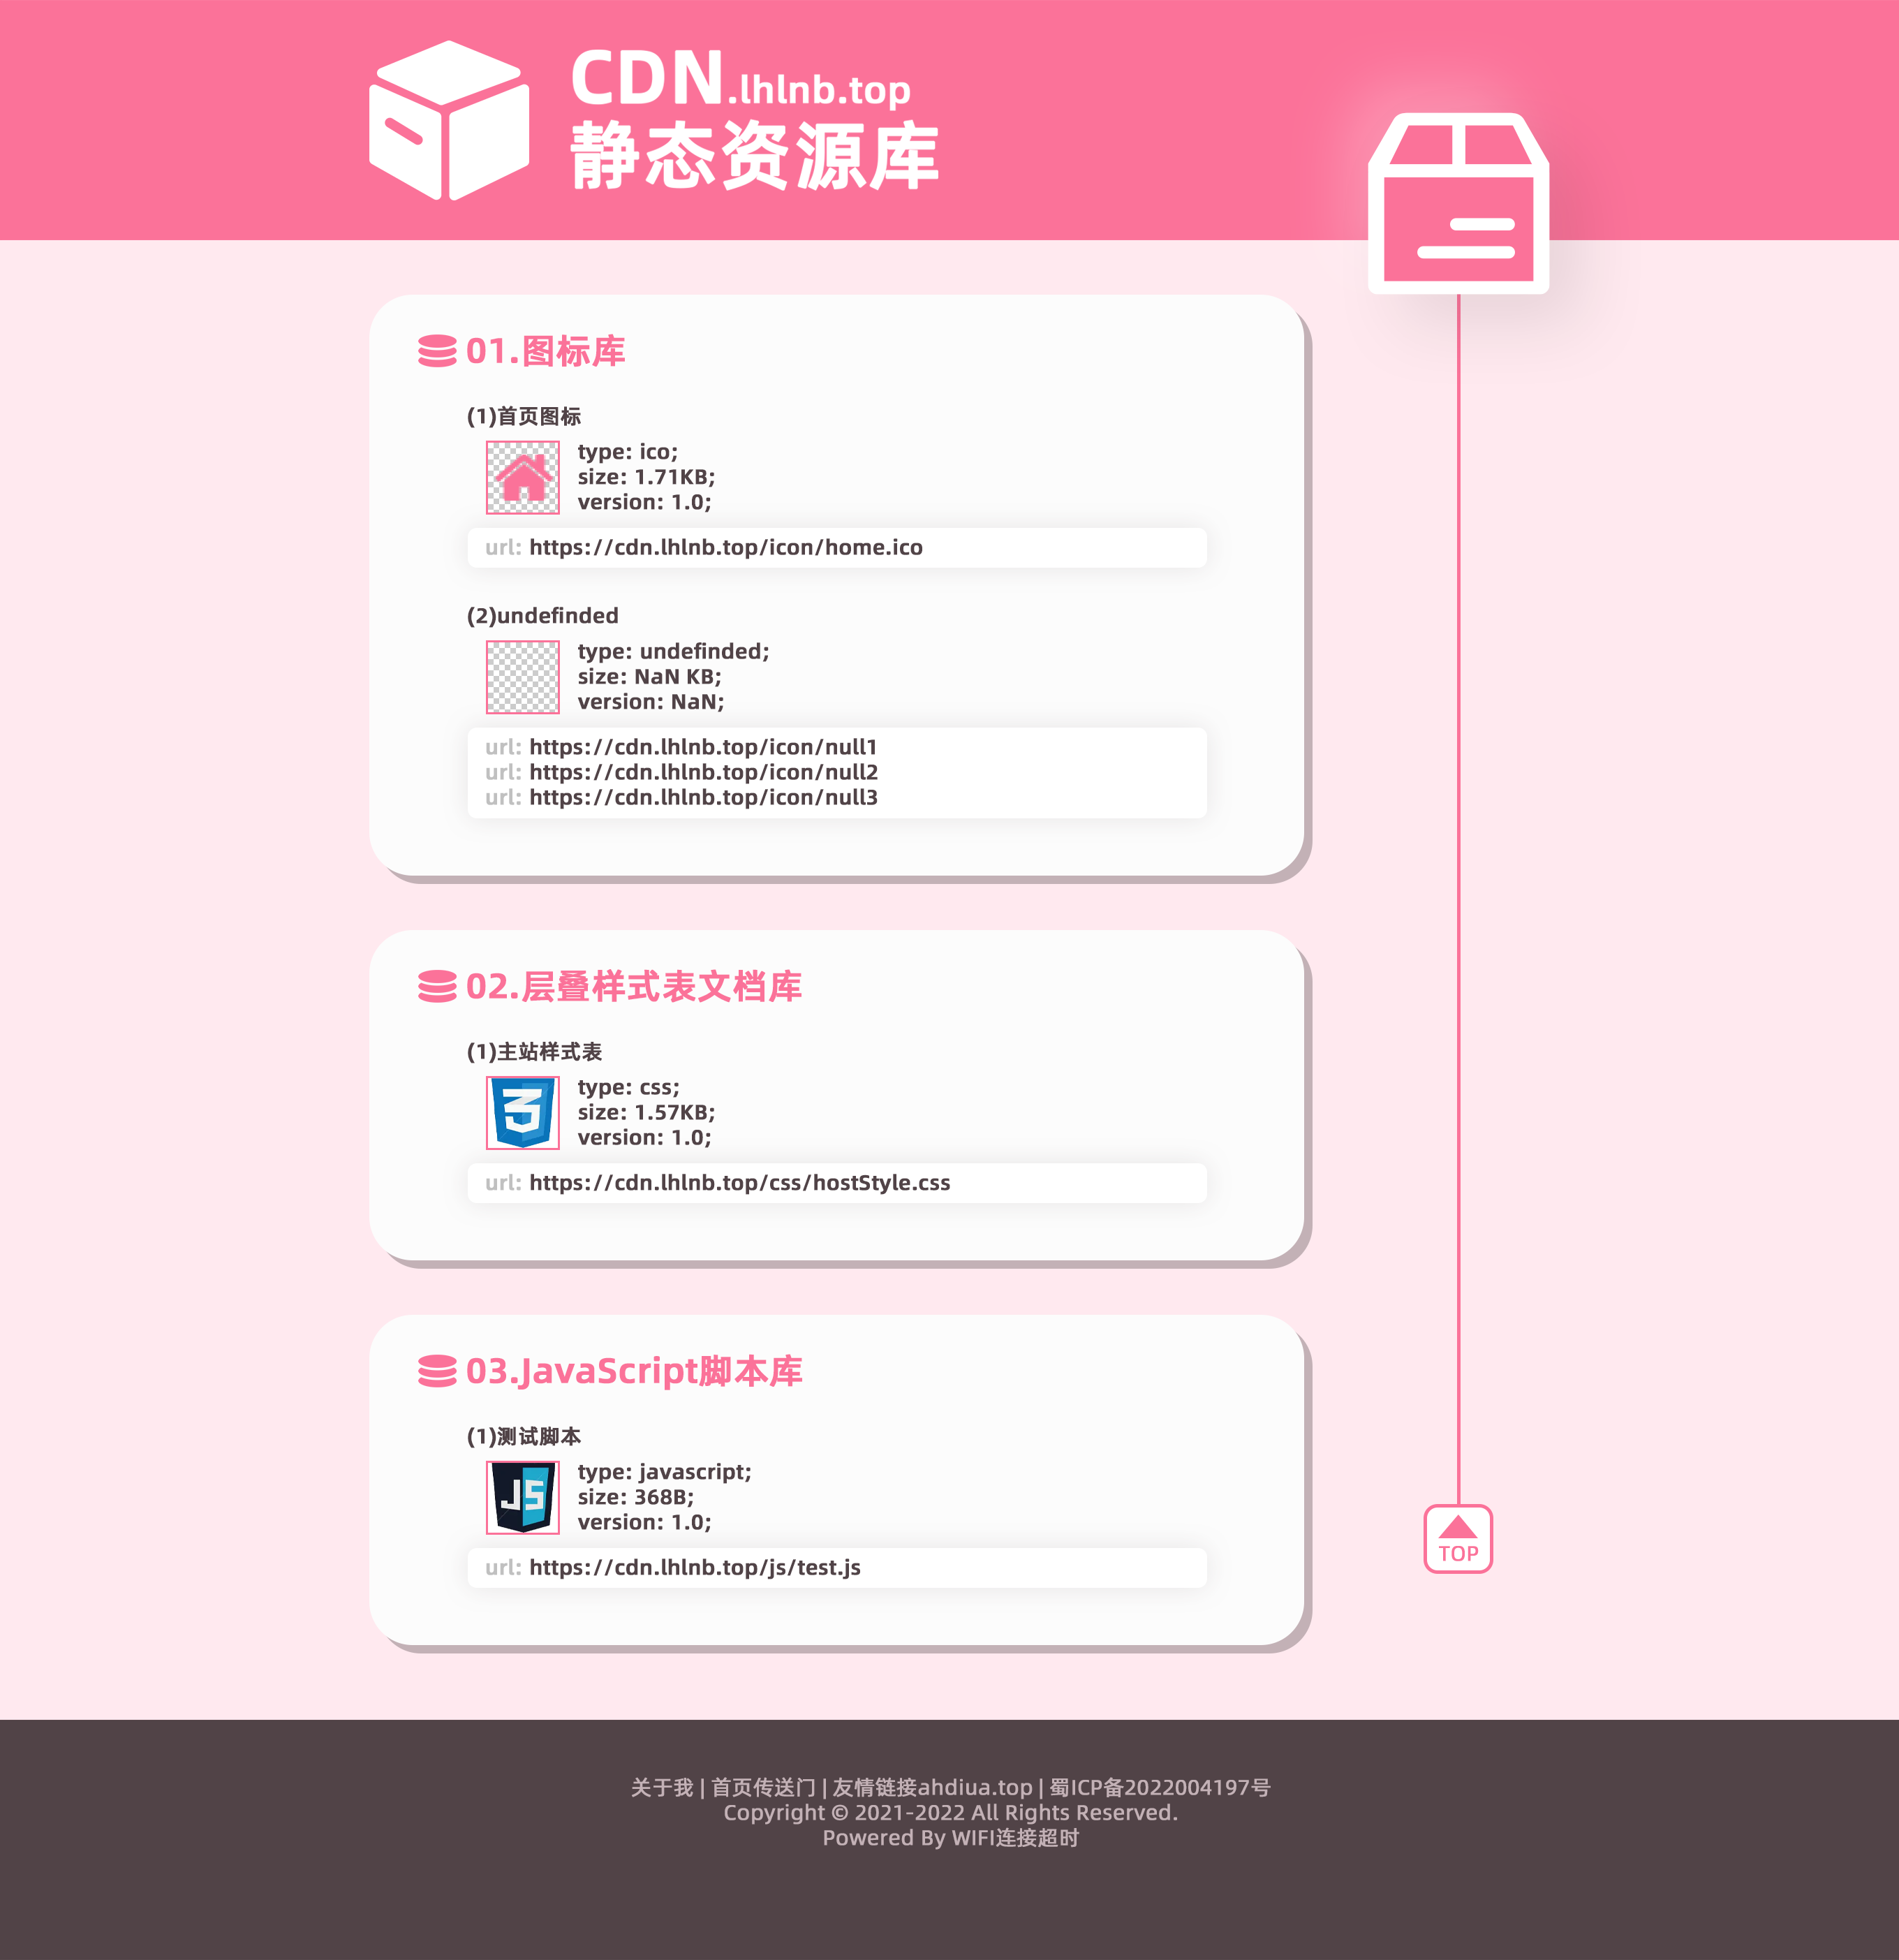 CDN.lhlnb.top
静态资源库
01.图标库
(1)首页图标
type: ico;
size: 1.71KB;
version: 1.0;
url: https://cdn.lhlnb.top/icon/home.ico
(2)undefinded
type: undefinded;
size: NaN KB;
version: NaN;
url: https://cdn.lhlnb.top/icon/null1
url: https://cdn.lhlnb.top/icon/null2
url: https://cdn.lhlnb.top/icon/null3
02.层叠样式表文档库
(1)主站样式表
3
type: css;
size: 1.57KB;
version: 1.0;
url: https://cdn.lhlnb.top/css/hostStyle.css
03.JavaScript脚本库
(1)测试脚本
JS
type: javascript;
size: 368B;
version: 1.0;
url: https://cdn.lhlnb.top/js/test.js
TOP
关于我 | 首页传送门 | 友情链接ahdiua.top | 蜀ICP备2022004197号
Copyright © 2021-2022 All Rights Reserved.
Powered By WIFI连接超时